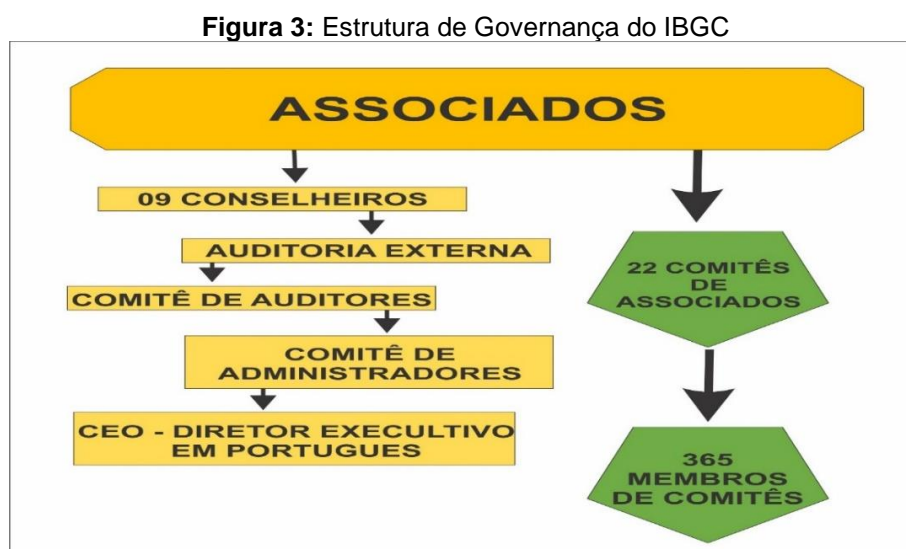 Figura 3: Estrutura de Governança do IBGC
ASSOCIADOS
09 CONSELHEIROS
AUDITORIA EXTERNA
COMITÊ DE AUDITORES
COMITÊ DE
ADMINISTRADORES
CEO - DIRETOR EXECULTIVO
EM PORTUGUES
22 COMITÊS
DE
ASSOCIADOS
365
MEMBROS
DE COMITÊS